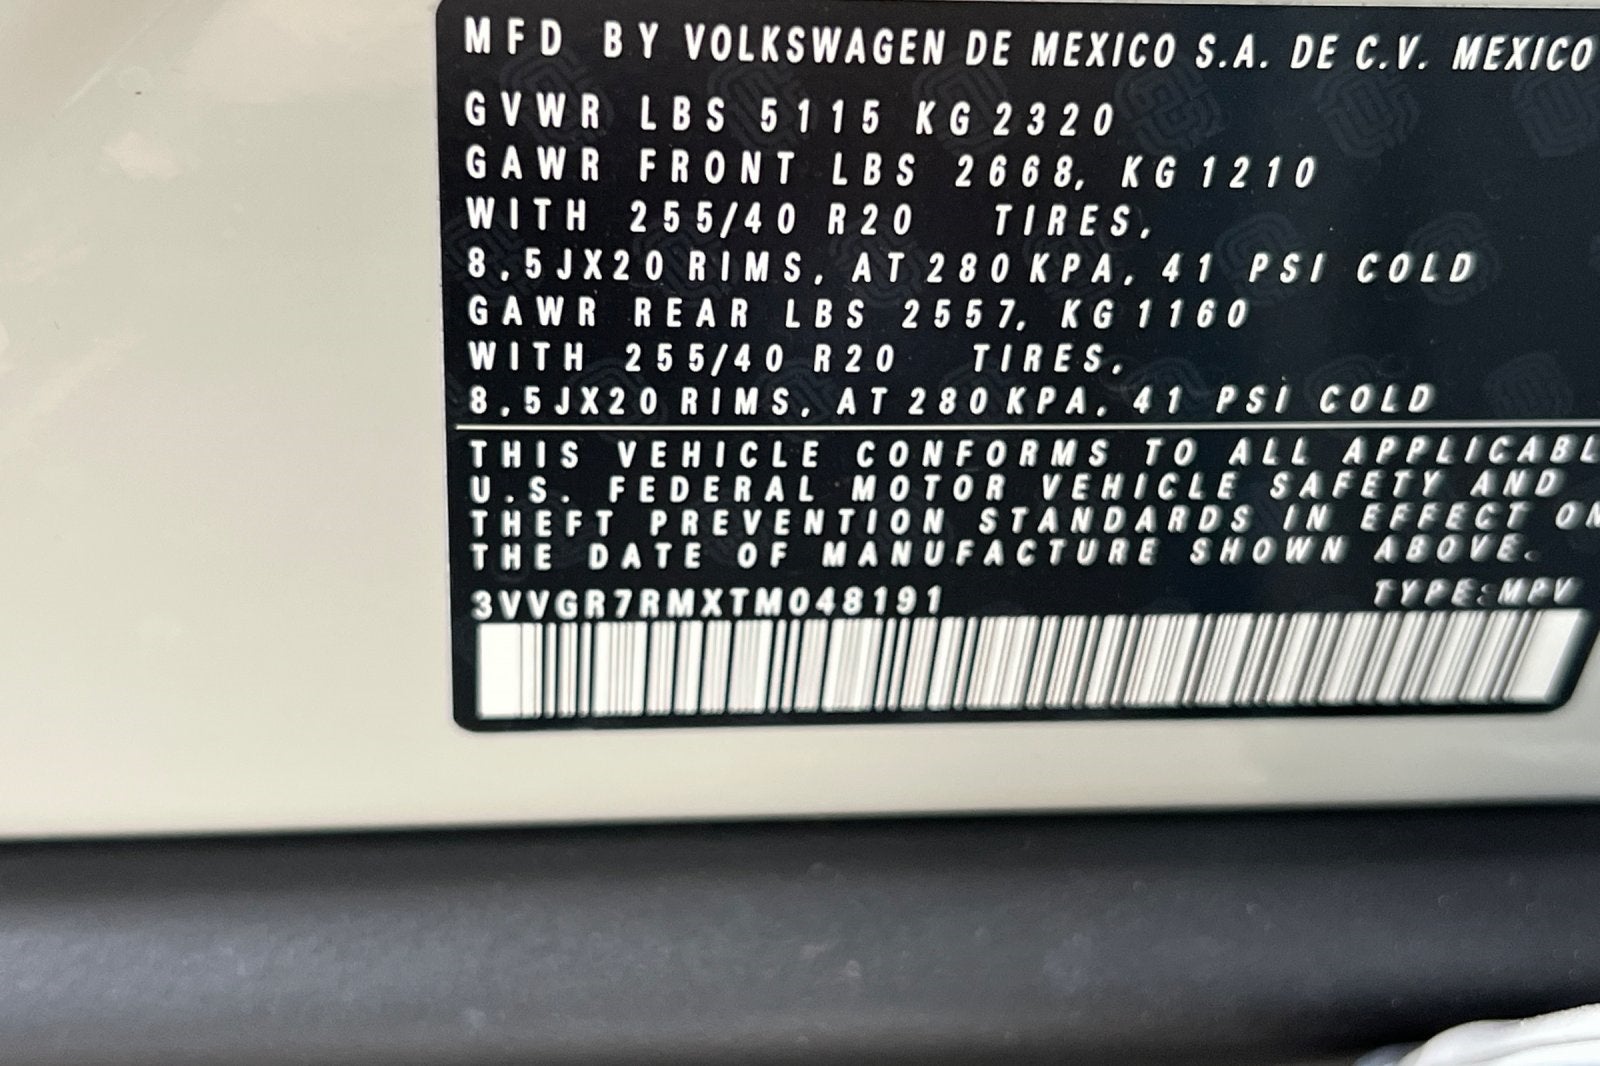 MFD BY VOLKSWAGEN DE MEXICO S.A. DE C.V. MEXICO
GVWR LBS 5115 KG 2320
GAWR FRONT LBS 2668, KG 1210
WITH 255/40 R20 TIRES,
8,5JX20 RIMS, AT 280 KPA, 41 PSI COLD
GAWR REAR LBS 2557, KG 1160
WITH 255/40 R20 TIRES,
8,5JX20 RIMS, AT 280 KPA, 41 PSI COLD
THIS VEHICLE CONFORMS TO ALL APPLICABL
U.S. FEDERAL MOTOR VEHICLE SAFETY AND
THEFT PREVENTION STANDARDS IN EFFECT ON
THE DATE OF MANUFACTURE SHOWN ABOVE.
3VVGR7RMXTM048191 TYPE:MPV